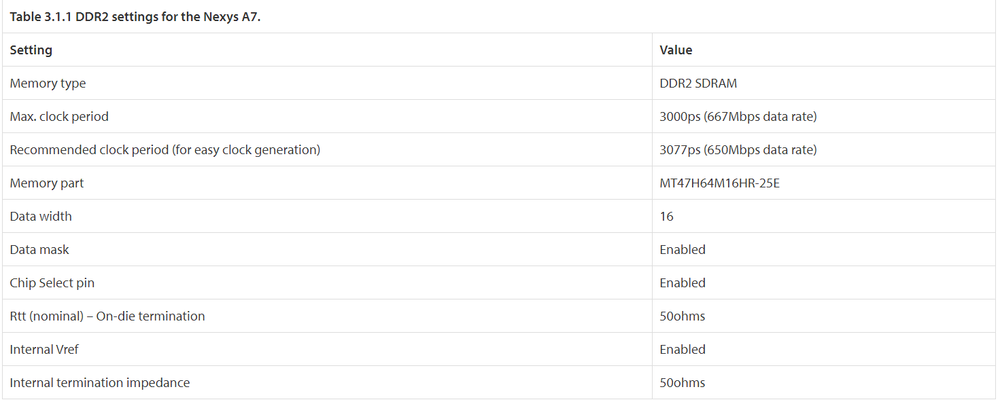 Table 3.1.1 DDR2 settings for the Nexys A7.
Setting Value
Memory type DDR2 SDRAM
Max. clock period 3000ps (667Mbps data rate)
Recommended clock period (for easy clock generation) 3077ps (650Mbps data rate)
Memory part MT47H64M16HR-25E
Data width 16
Data mask Enabled
Chip Select pin Enabled
Rtt (nominal) – On-die termination 50ohms
Internal Vref Enabled
Internal termination impedance 50ohms